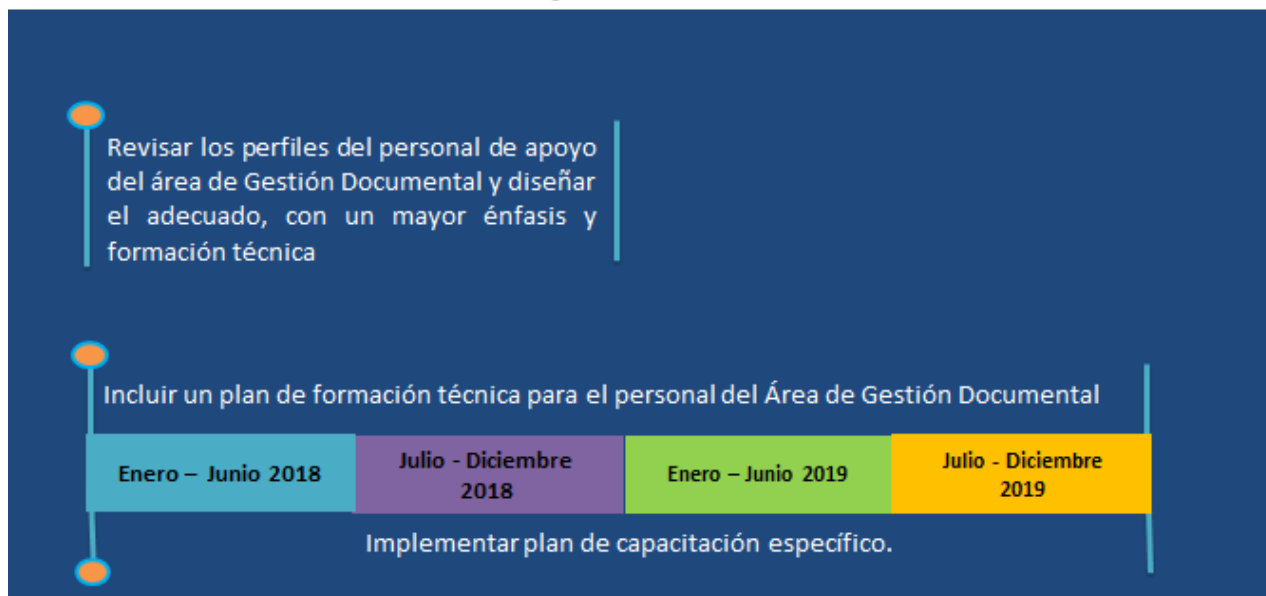 Revisar los perfiles del personal de apoyo
del área de Gestión Documental y diseñar
el adecuado, con un mayor énfasis y
formación técnica
Incluir un plan de formación técnica para el personal del Área de Gestión Documental
Enero – Junio 2018
Julio - Diciembre
2018
Enero – Junio 2019
Julio - Diciembre
2019
Implementar plan de capacitación específico.